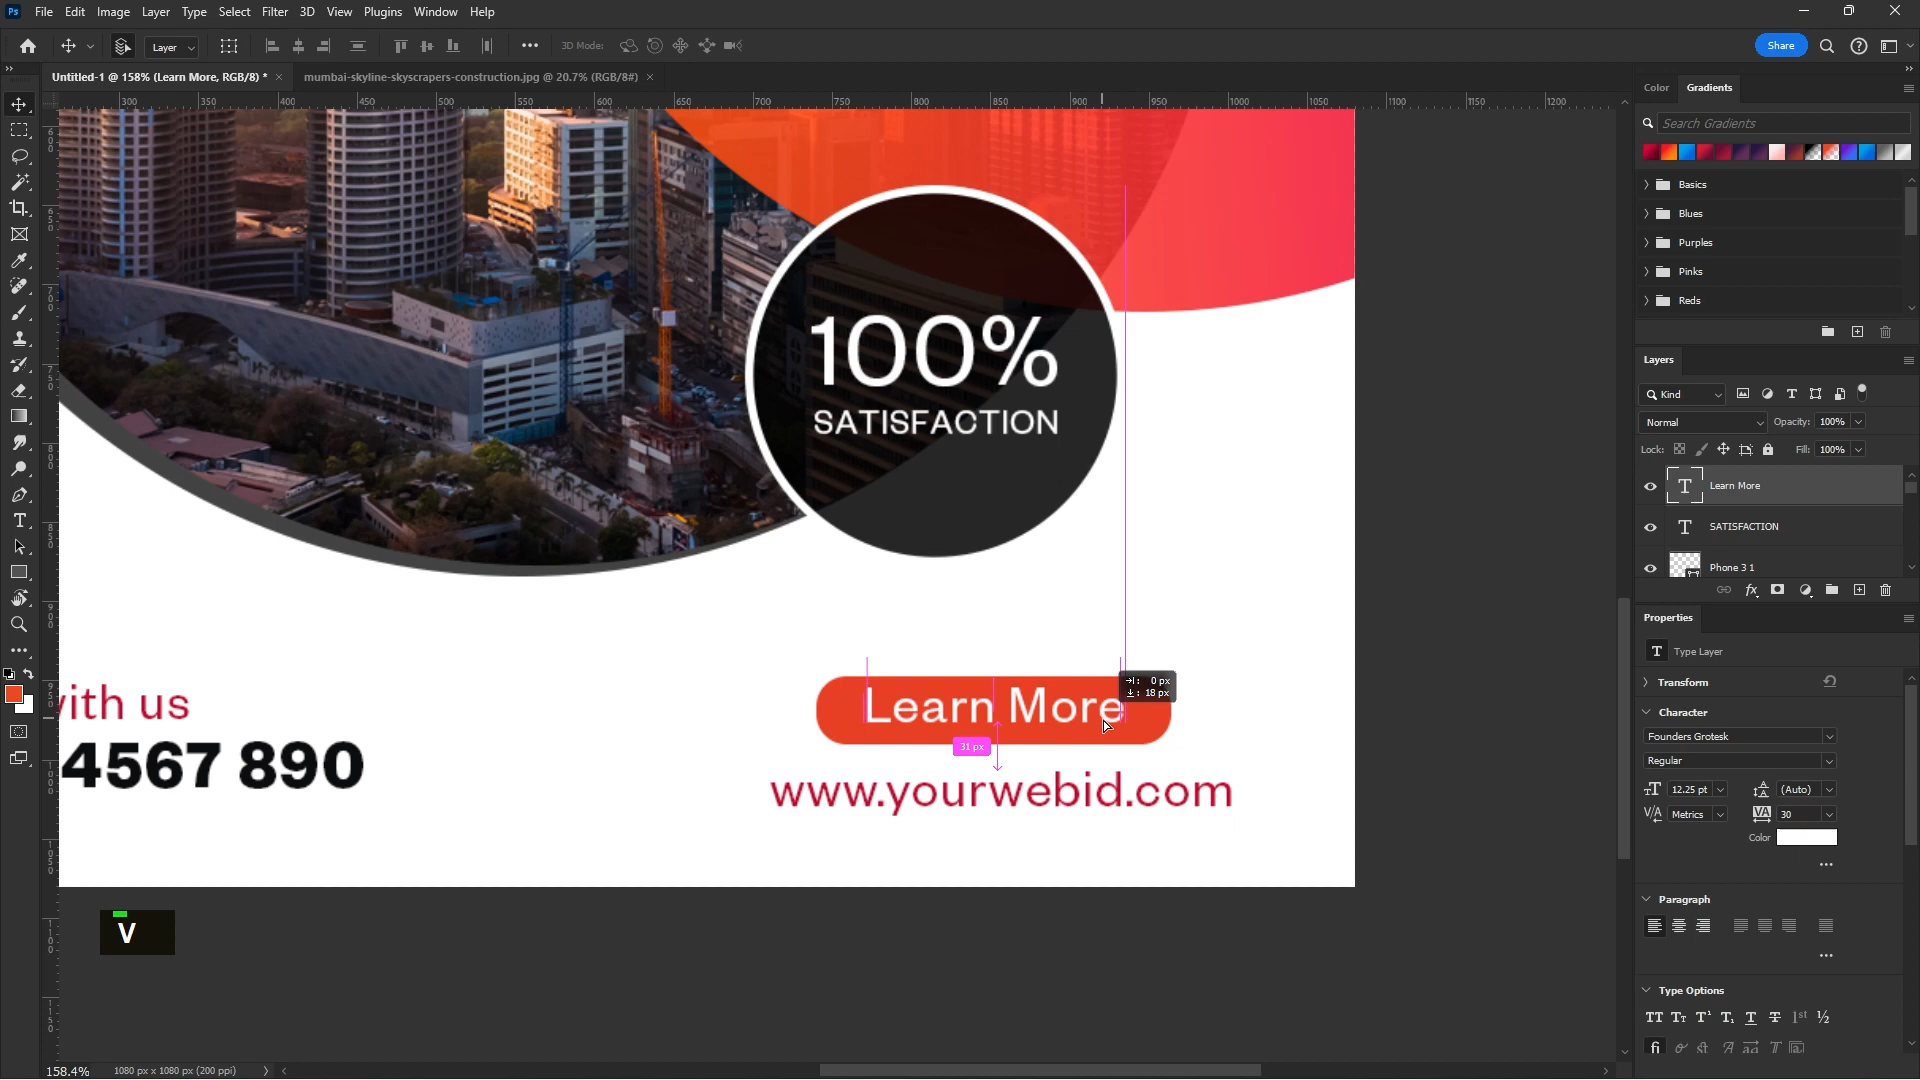 Ps File Edit Image Layer Type Select Filter 3D View Plugins Window Help
Layer
3D Mode:
Share
Untitled-1 @ 158% (Learn More, RGB/8) *
mumbai-skyline-skyscrapers-construction.jpg @ 20.7% (RGB/8#)
300 350 400 450 500 550 600 650 700 750 800 850 900 950 1000 1050 1100 1150 1200
Color
Gradients
Search Gradients
Basics
Blues
Purples
Pinks
Reds
Layers
Kind
Normal
Opacity: 100%
Lock:
Fill: 100%
Learn More
SATISFACTION
Phone 3 1
Properties
Type Layer
Transform
Character
Founders Grotesk
Regular
12.25 pt
(Auto)
Metrics
30
Color
Paragraph
Type Options
100%
SATISFACTION
with us
4567 890
Learn More
0 px
18 px
31 px
www.yourwebid.com
V
158.4%
1080 px x 1080 px (200 ppi)